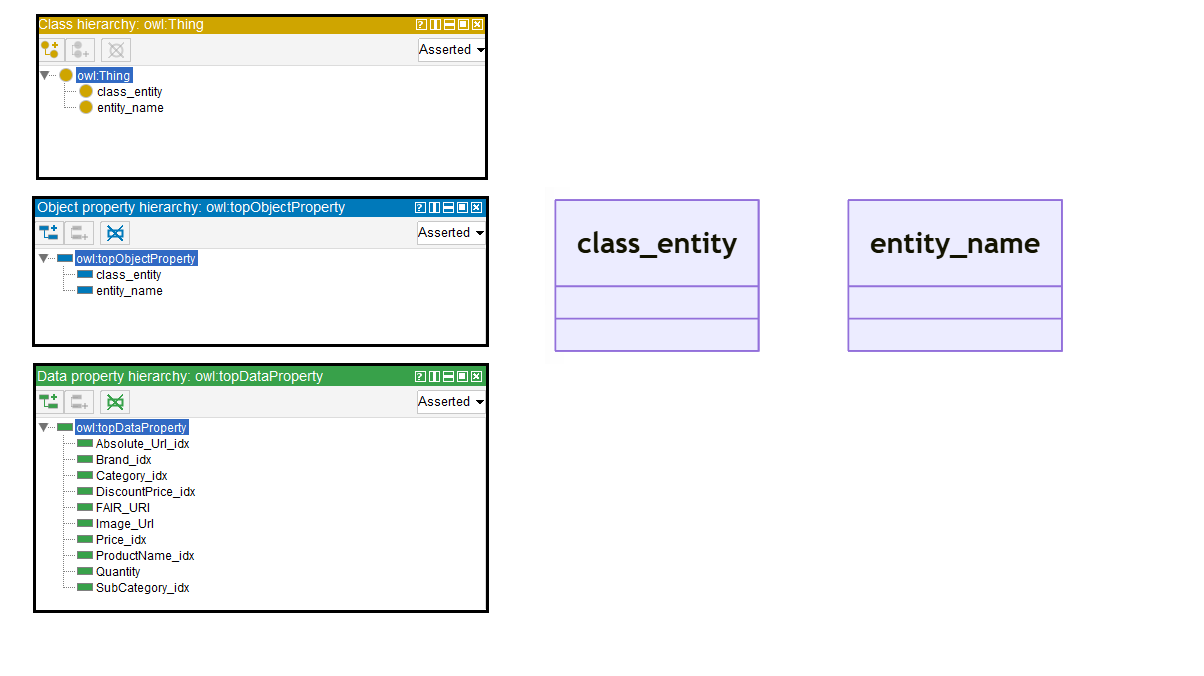 Class hierarchy: owl:Thing
Asserted
owl:Thing
class_entity
entity_name
Object property hierarchy: owl:topObjectProperty
Asserted
owl:topObjectProperty
class_entity
entity_name
Data property hierarchy: owl:topDataProperty
Asserted
owl:topDataProperty
Absolute_Url_idx
Brand_idx
Category_idx
DiscountPrice_idx
FAIR_URI
Image_Url
Price_idx
ProductName_idx
Quantity
SubCategory_idx
class_entity
entity_name